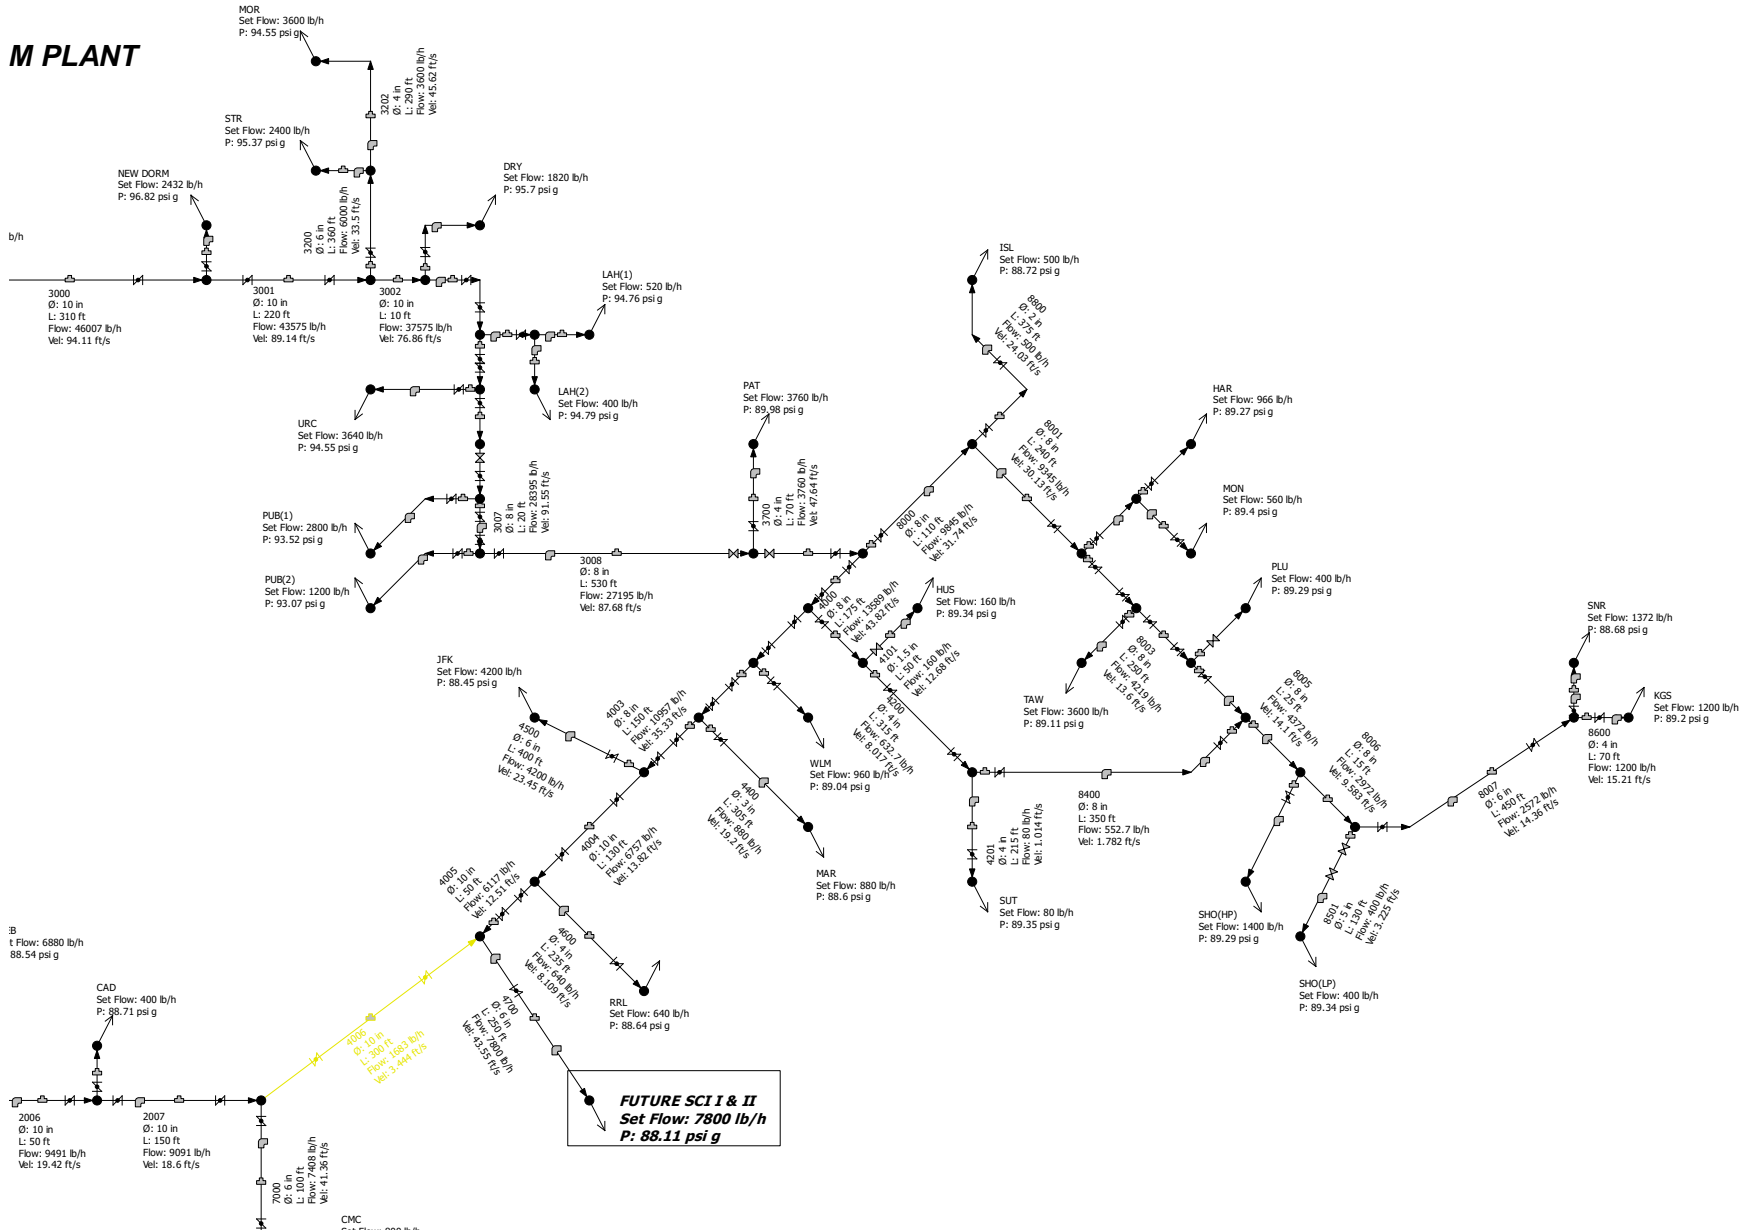 M PLANT
MOR
Set Flow: 3600 lb/h
P: 94.55 psi g
3202
Ø: 4 in
L: 290 ft
Flow: 3600 lb/h
Vel: 45.62 ft/s
STR
Set Flow: 2400 lb/h
P: 95.37 psi g
NEW DORM
Set Flow: 2432 lb/h
P: 96.82 psi g
DRY
Set Flow: 1820 lb/h
P: 95.7 psi g
3200
Ø: 6 in
L: 360 ft
Flow: 6000 lb/h
Vel: 33.5 ft/s
b/h
3000
Ø: 10 in
L: 310 ft
Flow: 46007 lb/h
Vel: 94.11 ft/s
3001
Ø: 10 in
L: 220 ft
Flow: 43575 lb/h
Vel: 89.14 ft/s
3002
Ø: 10 in
L: 10 ft
Flow: 37575 lb/h
Vel: 76.86 ft/s
LAH(1)
Set Flow: 520 lb/h
P: 94.76 psi g
LAH(2)
Set Flow: 400 lb/h
P: 94.79 psi g
URC
Set Flow: 3640 lb/h
P: 94.55 psi g
PUB(1)
Set Flow: 2800 lb/h
P: 93.52 psi g
PUB(2)
Set Flow: 1200 lb/h
P: 93.07 psi g
3007
Ø: 8 in
L: 20 ft
Flow: 28395 lb/h
Vel: 91.55 ft/s
3008
Ø: 8 in
L: 530 ft
Flow: 27195 lb/h
Vel: 87.68 ft/s
PAT
Set Flow: 3760 lb/h
P: 89.98 psi g
3700
Ø: 4 in
L: 70 ft
Flow: 3760 lb/h
Vel: 47.64 ft/s
ISL
Set Flow: 500 lb/h
P: 88.72 psi g
8800
Ø: 2 in
L: 375 ft
Flow: 500 lb/h
Vel: 24.03 ft/s
8000
Ø: 8 in
L: 110 ft
Flow: 9845 lb/h
Vel: 31.74 ft/s
8001
Ø: 8 in
L: 240 ft
Flow: 9345 lb/h
Vel: 30.13 ft/s
HAR
Set Flow: 966 lb/h
P: 89.27 psi g
MON
Set Flow: 560 lb/h
P: 89.4 psi g
PLU
Set Flow: 400 lb/h
P: 89.29 psi g
TAW
Set Flow: 3600 lb/h
P: 89.11 psi g
8003
Ø: 8 in
L: 250 ft
Flow: 4219 lb/h
Vel: 13.6 ft/s
4000
Ø: 8 in
L: 175 ft
Flow: 13589 lb/h
Vel: 43.82 ft/s
HUS
Set Flow: 160 lb/h
P: 89.34 psi g
4101
Ø: 1.5 in
L: 50 ft
Flow: 160 lb/h
Vel: 12.68 ft/s
4200
Ø: 4 in
L: 315 ft
Flow: 632.7 lb/h
Vel: 8.017 ft/s
SNR
Set Flow: 1372 lb/h
P: 88.68 psi g
KGS
Set Flow: 1200 lb/h
P: 89.2 psi g
8600
Ø: 4 in
L: 70 ft
Flow: 1200 lb/h
Vel: 15.21 ft/s
8005
Ø: 8 in
L: 25 ft
Flow: 4372 lb/h
Vel: 14.1 ft/s
8006
Ø: 8 in
L: 15 ft
Flow: 2972 lb/h
Vel: 9.583 ft/s
8007
Ø: 6 in
L: 450 ft
Flow: 2572 lb/h
Vel: 14.36 ft/s
JFK
Set Flow: 4200 lb/h
P: 88.45 psi g
4500
Ø: 6 in
L: 400 ft
Flow: 4200 lb/h
Vel: 23.45 ft/s
4003
Ø: 8 in
L: 150 ft
Flow: 10957 lb/h
Vel: 35.33 ft/s
WLM
Set Flow: 960 lb/h
P: 89.04 psi g
4400
Ø: 3 in
L: 305 ft
Flow: 880 lb/h
Vel: 19.2 ft/s
MAR
Set Flow: 880 lb/h
P: 88.6 psi g
8400
Ø: 8 in
L: 350 ft
Flow: 552.7 lb/h
Vel: 1.782 ft/s
4201
Ø: 4 in
L: 215 ft
Flow: 80 lb/h
Vel: 1.014 ft/s
SUT
Set Flow: 80 lb/h
P: 89.35 psi g
SHO(HP)
Set Flow: 1400 lb/h
P: 89.29 psi g
8501
Ø: 5 in
L: 130 ft
Flow: 400 lb/h
Vel: 3.225 ft/s
SHO(LP)
Set Flow: 400 lb/h
P: 89.34 psi g
4004
Ø: 10 in
L: 130 ft
Flow: 6757 lb/h
Vel: 13.82 ft/s
4005
Ø: 10 in
L: 50 ft
Flow: 6117 lb/h
Vel: 12.51 ft/s
4600
Ø: 4 in
L: 235 ft
Flow: 640 lb/h
Vel: 8.109 ft/s
RRL
Set Flow: 640 lb/h
P: 88.64 psi g
4700
Ø: 6 in
L: 250 ft
Flow: 7800 lb/h
Vel: 43.55 ft/s
4006
Ø: 10 in
L: 300 ft
Flow: 1683 lb/h
Vel: 3.444 ft/s
t Flow: 6880 lb/h
88.54 psi g
CAD
Set Flow: 400 lb/h
P: 88.71 psi g
2006
Ø: 10 in
L: 50 ft
Flow: 9491 lb/h
Vel: 19.42 ft/s
2007
Ø: 10 in
L: 150 ft
Flow: 9091 lb/h
Vel: 18.6 ft/s
7000
Ø: 6 in
L: 100 ft
Flow: 7408 lb/h
Vel: 41.36 ft/s
FUTURE SCI I & II
Set Flow: 7800 lb/h
P: 88.11 psi g
CMC